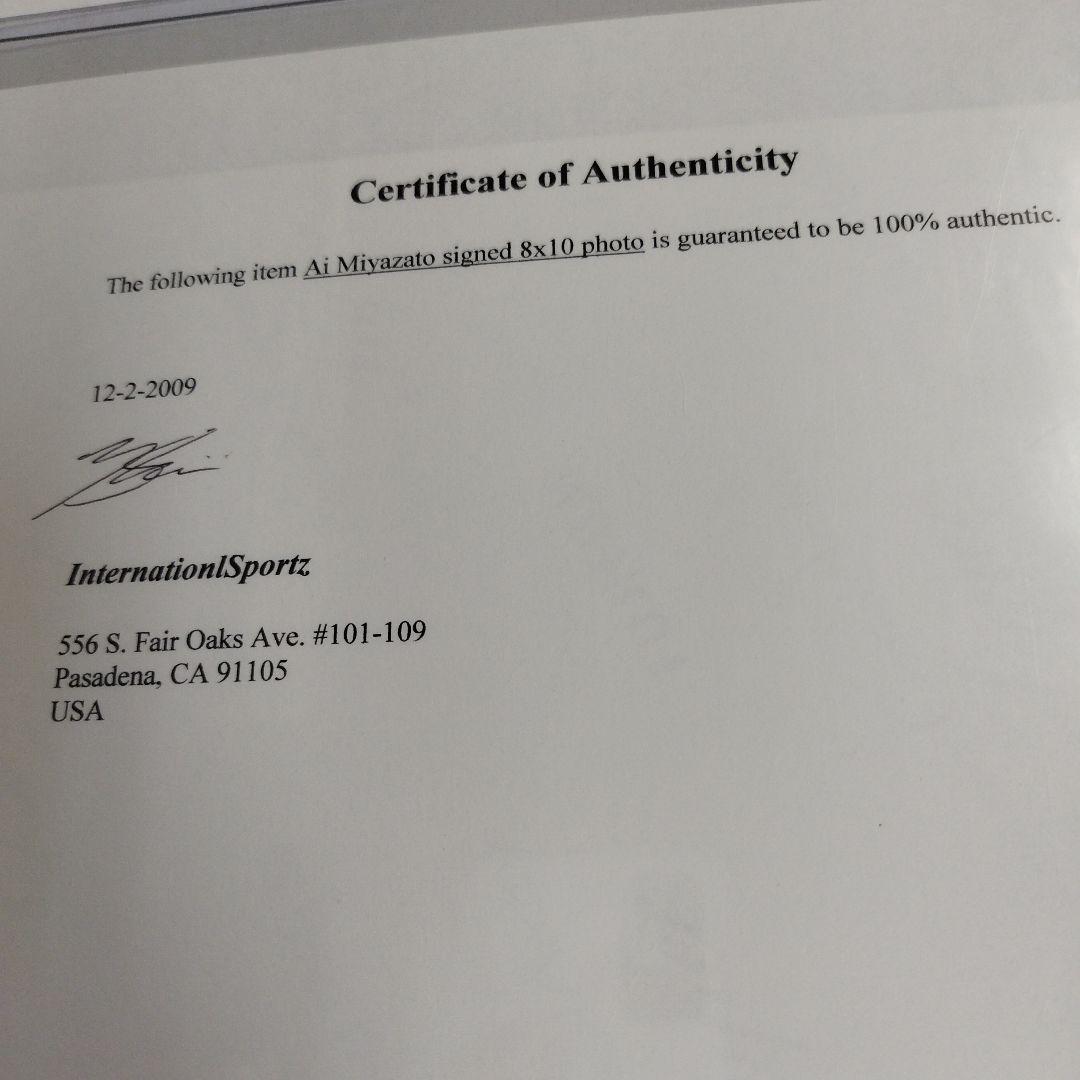 Certificate of Authenticity
The following item Ai Miyazato signed 8x10 photo is guaranteed to be 100% authentic.
12-2-2009
InternationlSportz
556 S. Fair Oaks Ave. #101-109
Pasadena, CA 91105
USA